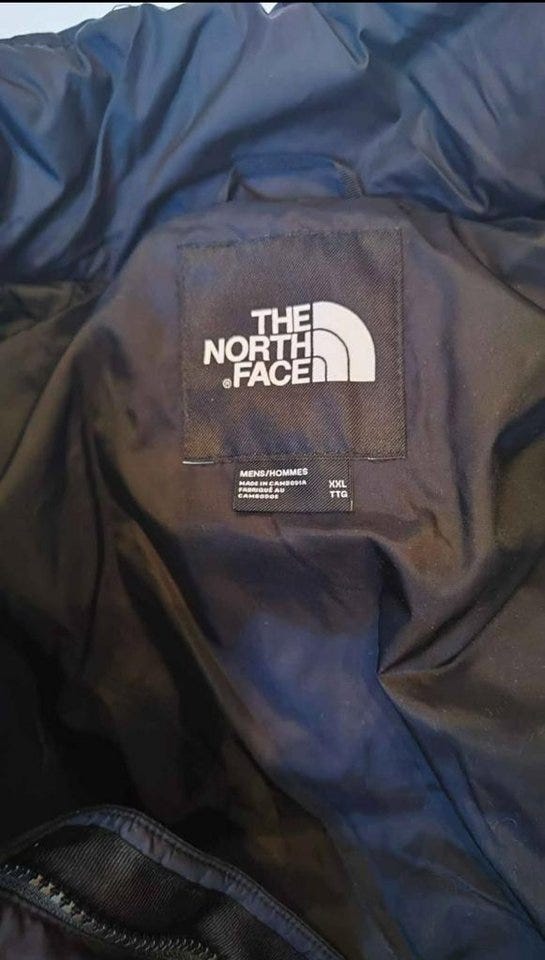 THE
NORTH
® FACE
MENS/HOMMES
MADE IN CAMBODIA
FABRIQUÉ AU
CAMBODGE
XXL
TTG